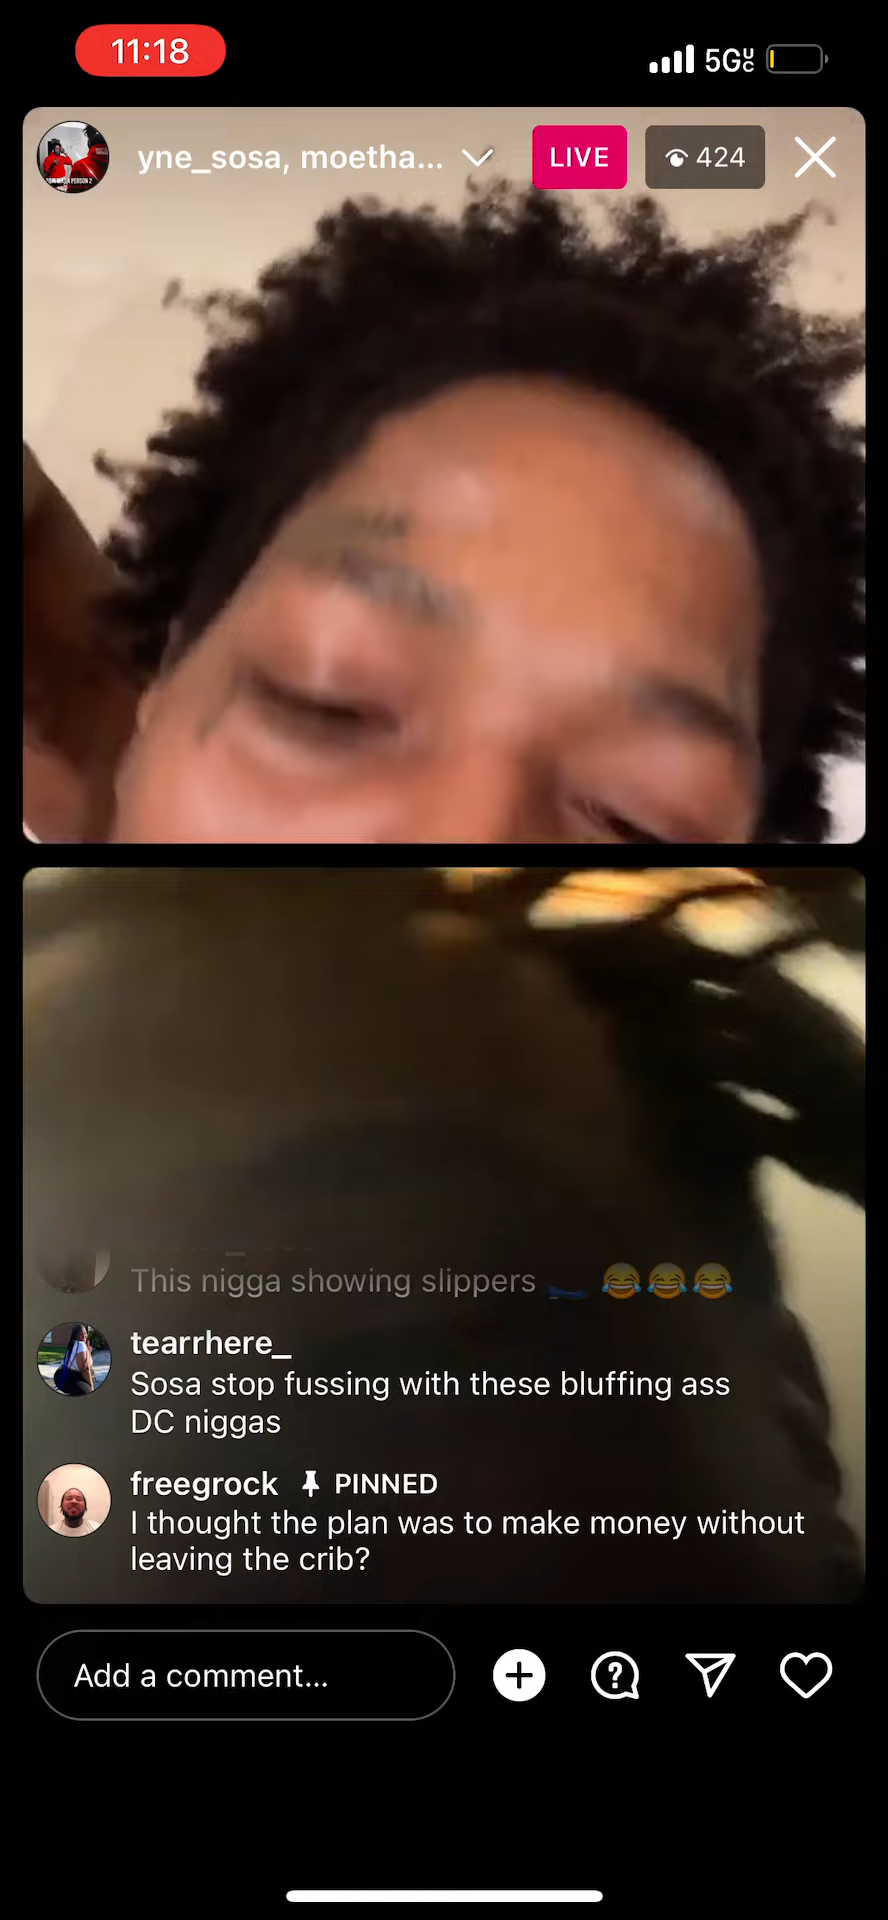 11:18
5G UC
yne_sosa, moetha...
LIVE
424
This nigga showing slippers 🥿 😂😂😂
tearrhere_
Sosa stop fussing with these bluffing ass
DC niggas
freegrock 📌 PINNED
I thought the plan was to make money without
leaving the crib?
Add a comment...